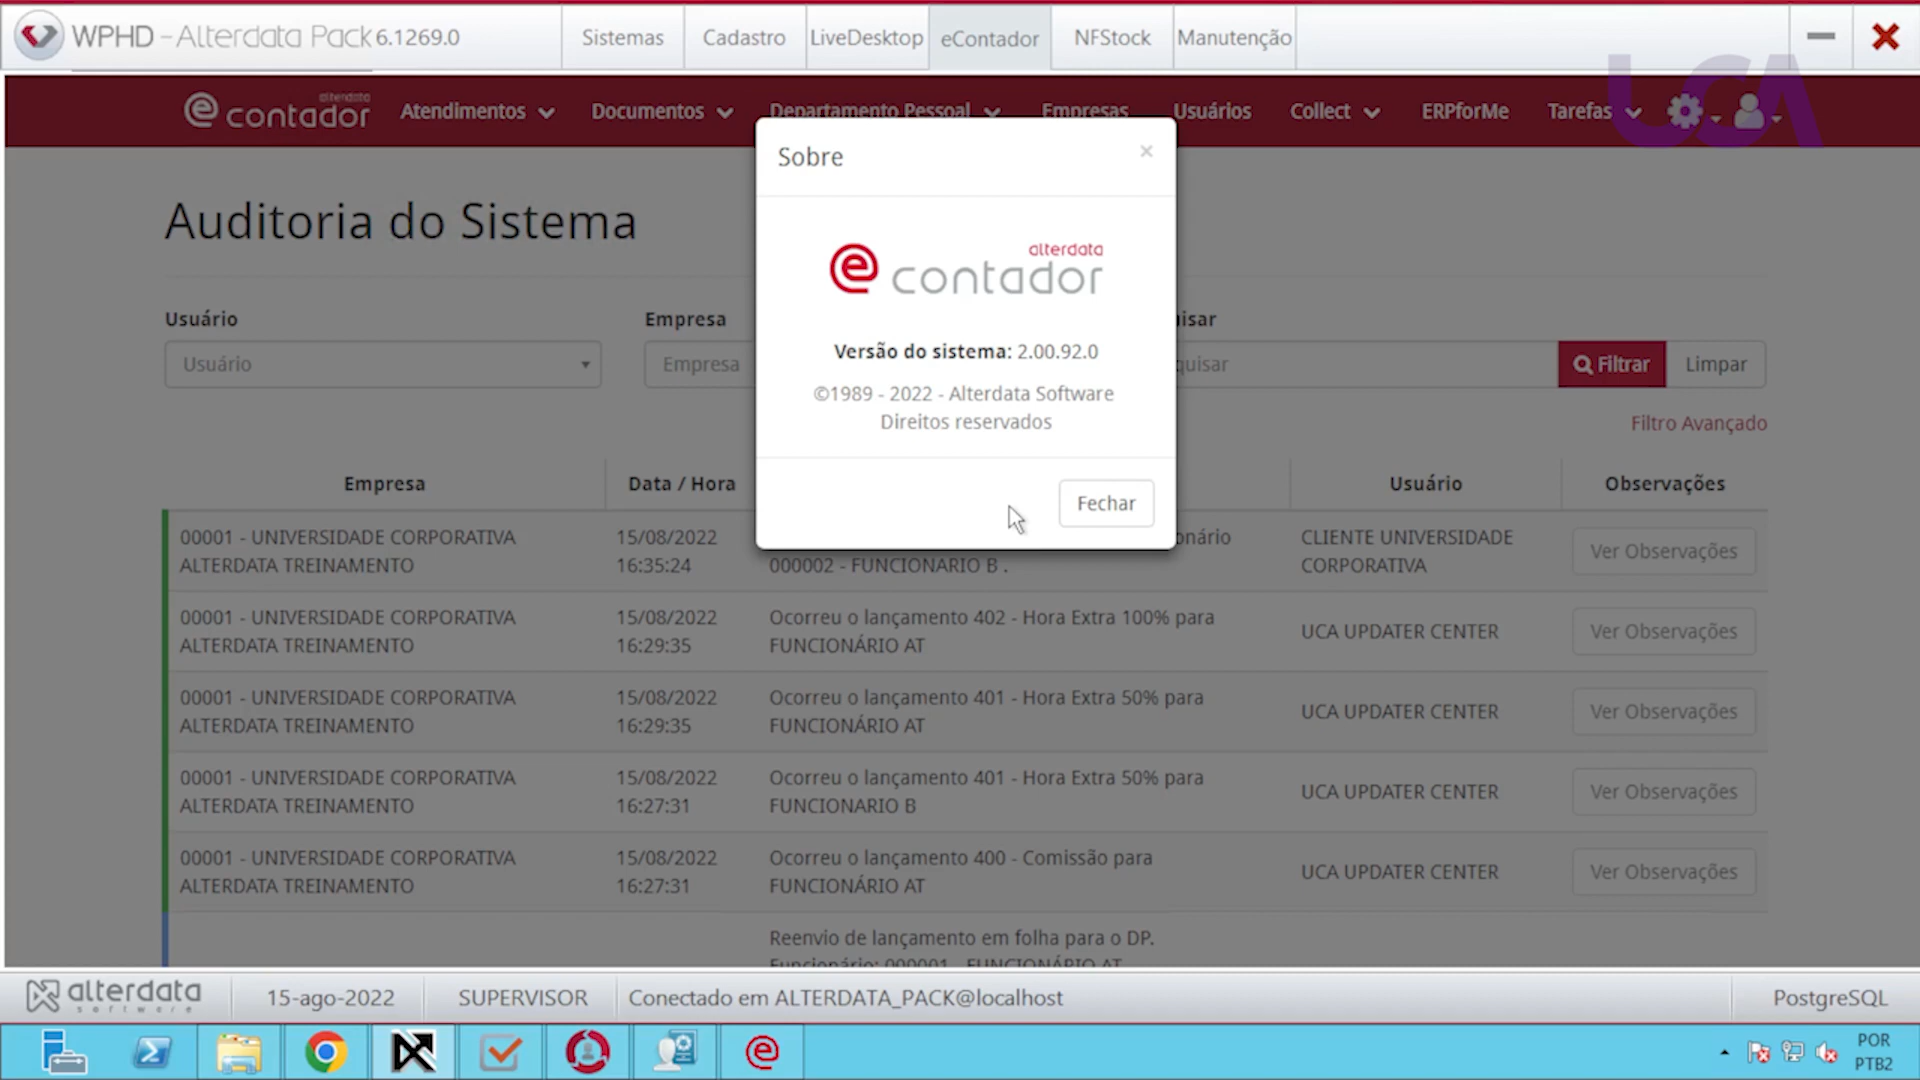 WPHD - Alterdata Pack 6.1269.0
Sistemas
Cadastro
LiveDesktop
eContador
NFStock
Manutenção
UCA
alterdata
e contador
Atendimentos
Documentos
Departamento Pessoal
Empresas
Usuários
Collect
ERPforMe
Tarefas
Sobre
×
alterdata
e contador
Versão do sistema: 2.00.92.0
©1989 - 2022 - Alterdata Software
Direitos reservados
Fechar
Auditoria do Sistema
Usuário
Empresa
isar
Usuário
Empresa
quisar
Filtrar
Limpar
Filtro Avançado
Empresa
Data / Hora
Usuário
Observações
00001 - UNIVERSIDADE CORPORATIVA
ALTERDATA TREINAMENTO
15/08/2022
16:35:24
onário
000002 - FUNCIONARIO B .
CLIENTE UNIVERSIDADE
CORPORATIVA
Ver Observações
00001 - UNIVERSIDADE CORPORATIVA
ALTERDATA TREINAMENTO
15/08/2022
16:29:35
Ocorreu o lançamento 402 - Hora Extra 100% para
FUNCIONÁRIO AT
UCA UPDATER CENTER
Ver Observações
00001 - UNIVERSIDADE CORPORATIVA
ALTERDATA TREINAMENTO
15/08/2022
16:29:35
Ocorreu o lançamento 401 - Hora Extra 50% para
FUNCIONÁRIO AT
UCA UPDATER CENTER
Ver Observações
00001 - UNIVERSIDADE CORPORATIVA
ALTERDATA TREINAMENTO
15/08/2022
16:27:31
Ocorreu o lançamento 401 - Hora Extra 50% para
FUNCIONARIO B
UCA UPDATER CENTER
Ver Observações
00001 - UNIVERSIDADE CORPORATIVA
ALTERDATA TREINAMENTO
15/08/2022
16:27:31
Ocorreu o lançamento 400 - Comissão para
FUNCIONÁRIO AT
UCA UPDATER CENTER
Ver Observações
Reenvio de lançamento em folha para o DP.
Funcionário: 000001 - FUNCIONÁRIO AT
alterdata
software
15-ago-2022
SUPERVISOR
Conectado em ALTERDATA_PACK@localhost
PostgreSQL
POR
PTB2